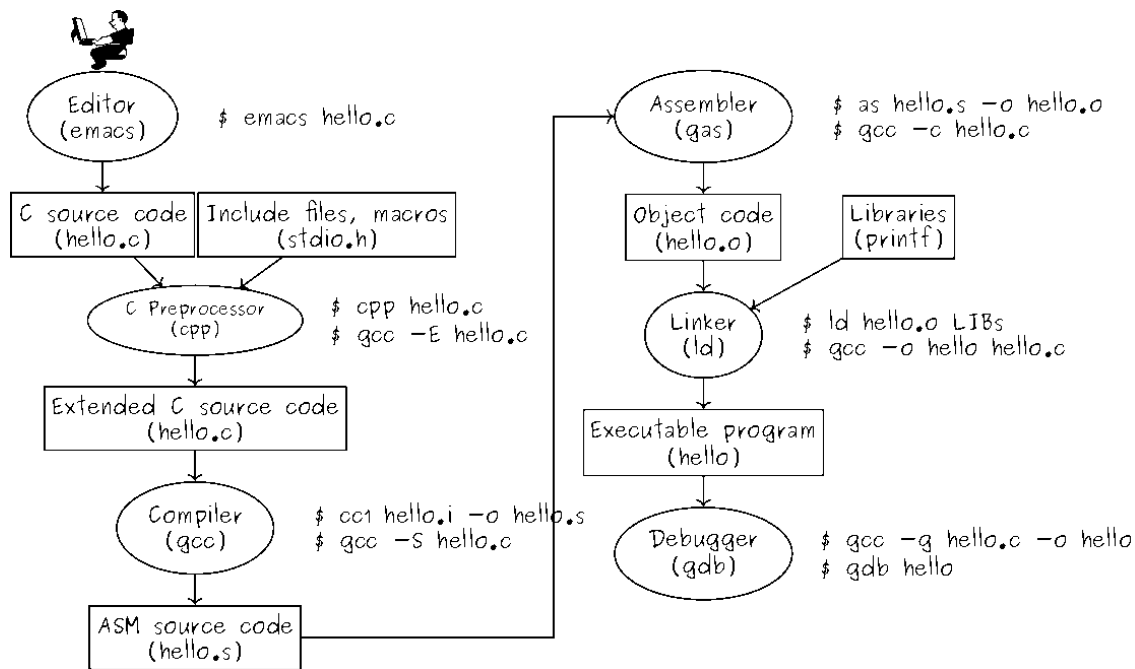 Editor
(emacs)
$ emacs hello.c
C source code
(hello.c)
Include files, macros
(stdio.h)
C Preprocessor
(cpp)
$ cpp hello.c
$ gcc -E hello.c
Extended C source code
(hello.c)
Compiler
(gcc)
$ cc1 hello.i -o hello.s
$ gcc -S hello.c
ASM source code
(hello.s)
Assembler
(gas)
$ as hello.s -o hello.o
$ gcc -c hello.c
Object code
(hello.o)
Libraries
(printf)
Linker
(ld)
$ ld hello.o LIBs
$ gcc -o hello hello.c
Executable program
(hello)
Debugger
(gdb)
$ gcc -g hello.c -o hello
$ gdb hello